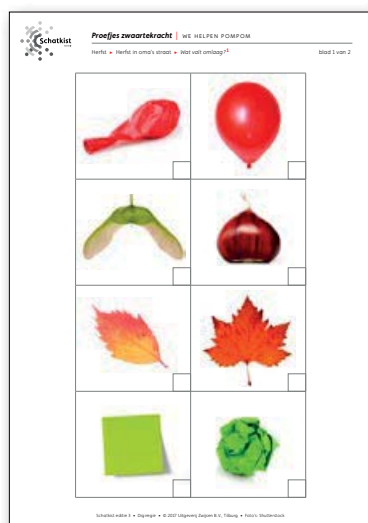 Schatkist
Proefjes zwaartekracht | WE HELPEN POMPOM
Herfst ▸ Herfst in oma's straat ▸ Wat valt omlaag?¹
blad 1 van 2
Schatkist editie 3 • Digiregie • © 2017 Uitgeverij Zwijsen B.V., Tilburg • Foto's: Shutterstock